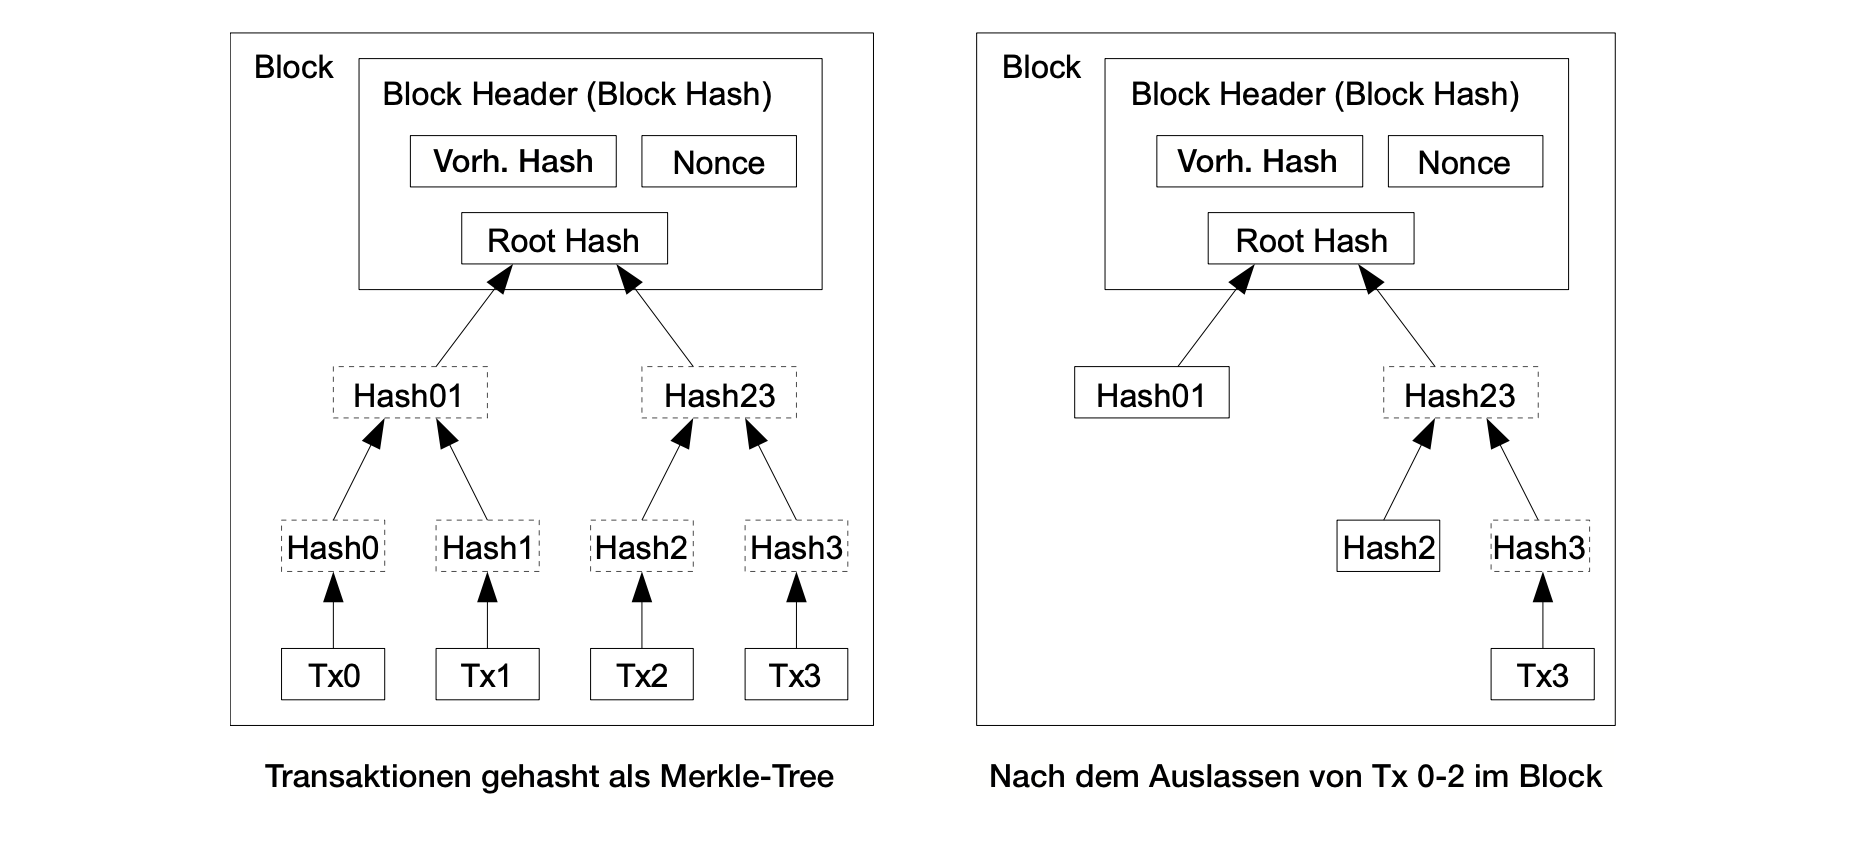 Block
Block Header (Block Hash)
Vorh. Hash
Nonce
Root Hash
Hash01
Hash23
Hash0
Hash1
Hash2
Hash3
Tx0
Tx1
Tx2
Tx3
Transaktionen gehasht als Merkle-Tree
Block
Block Header (Block Hash)
Vorh. Hash
Nonce
Root Hash
Hash01
Hash23
Hash2
Hash3
Tx3
Nach dem Auslassen von Tx 0-2 im Block